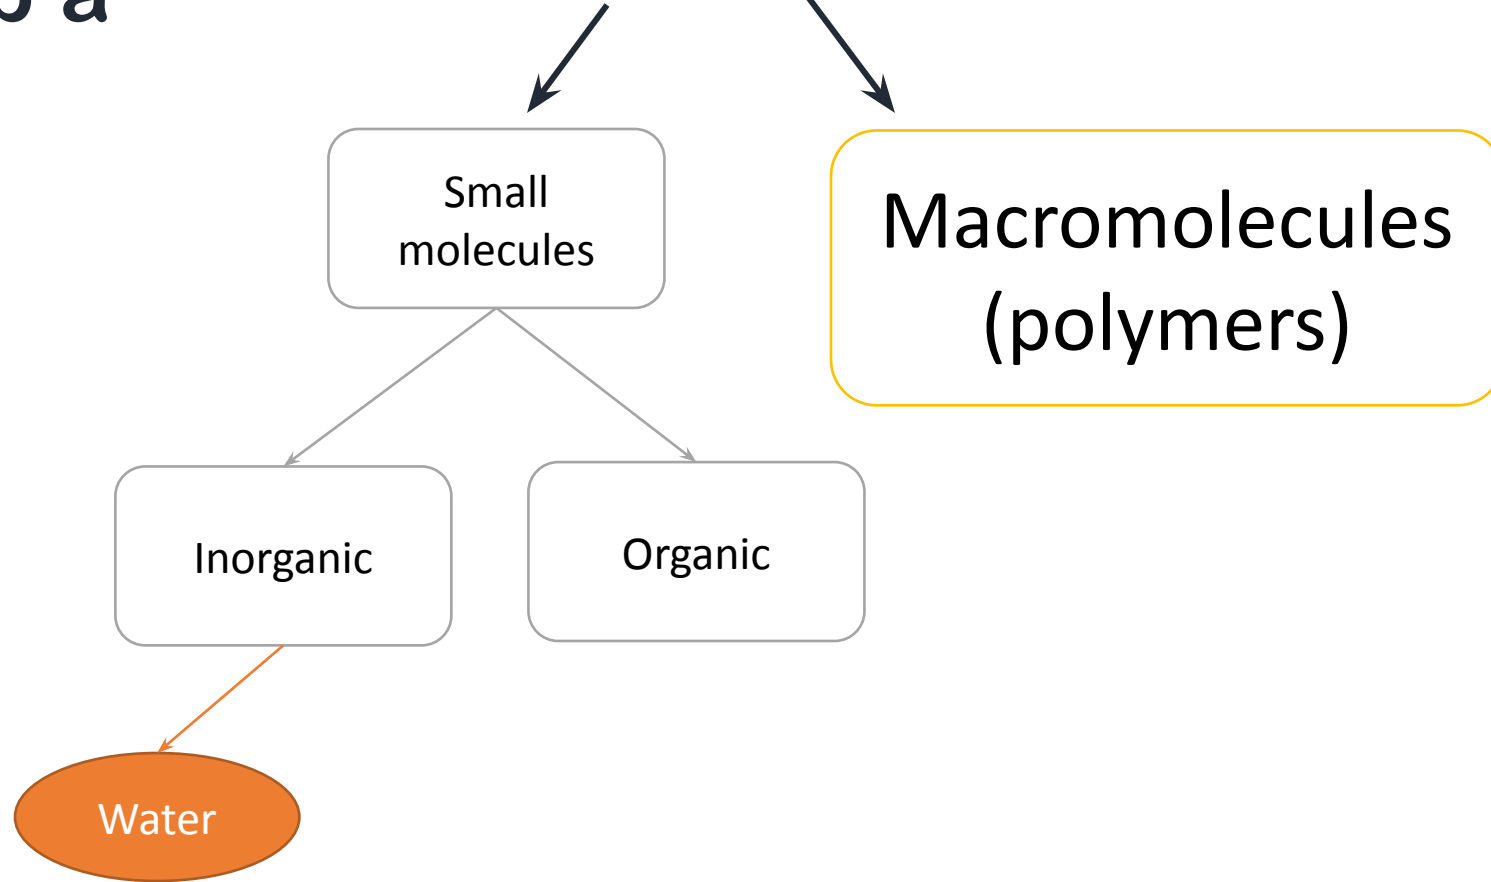 a
Small
molecules
Macromolecules
(polymers)
Inorganic
Organic
Water